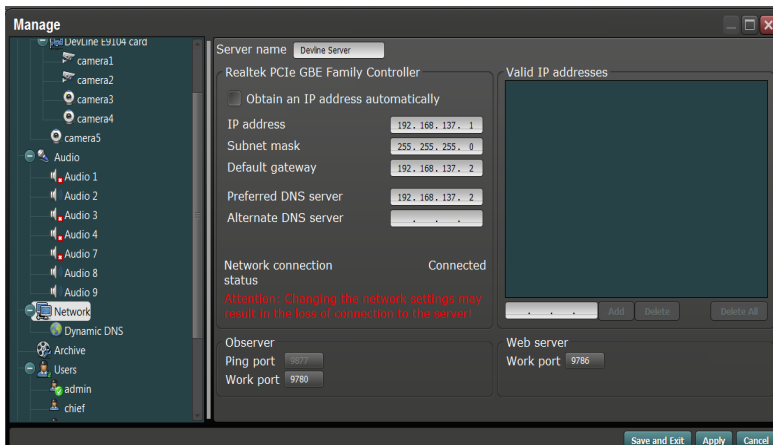 Manage
DevLine E9104 card
camera1
camera2
camera3
camera4
camera5
Audio
Audio 1
Audio 2
Audio 3
Audio 4
Audio 7
Audio 8
Audio 9
Network
Dynamic DNS
Archive
Users
admin
chief
Server name Devline Server
Realtek PCIe GBE Family Controller
Obtain an IP address automatically
IP address 192. 168. 137. 1
Subnet mask 255. 255. 255. 0
Default gateway 192. 168. 137. 2
Preferred DNS server 192. 168. 137. 2
Alternate DNS server . . .
Network connection status Connected
Attention: Changing the network settings may
result in the loss of connection to the server!
Valid IP addresses
. . . Add Delete Delete All
Observer
Ping port 9877
Work port 9780
Web server
Work port 9786
Save and Exit Apply Cancel